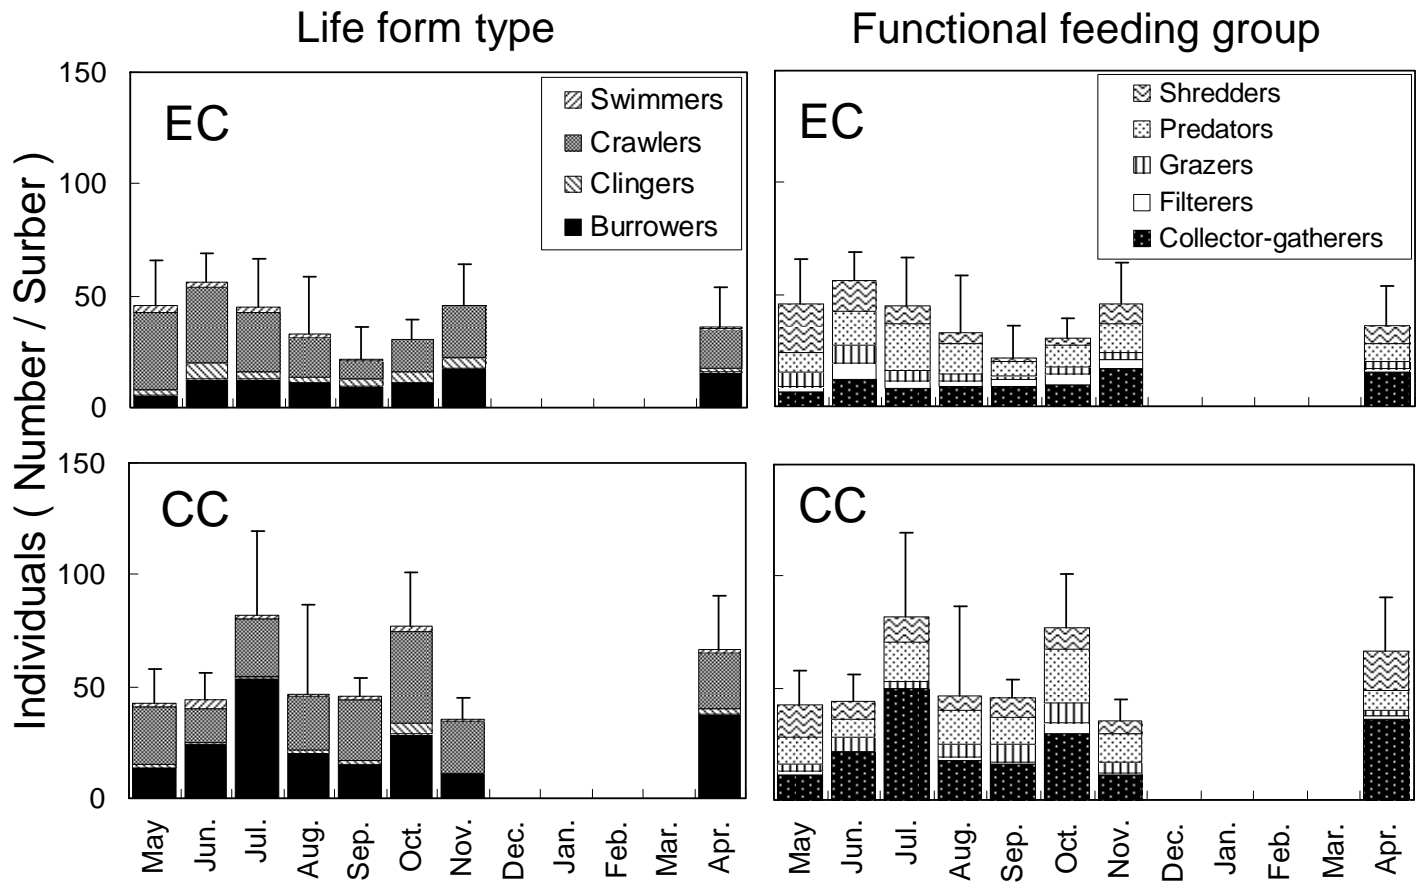 Life form type
Functional feeding group
Individuals ( Number / Surber )
150
100
50
0
EC
Swimmers
Crawlers
Clingers
Burrowers
EC
Shredders
Predators
Grazers
Filterers
Collector-gatherers
150
100
50
0
CC
CC
May Jun. Jul. Aug. Sep. Oct. Nov. Dec. Jan. Feb. Mar. Apr.
May Jun. Jul. Aug. Sep. Oct. Nov. Dec. Jan. Feb. Mar. Apr.